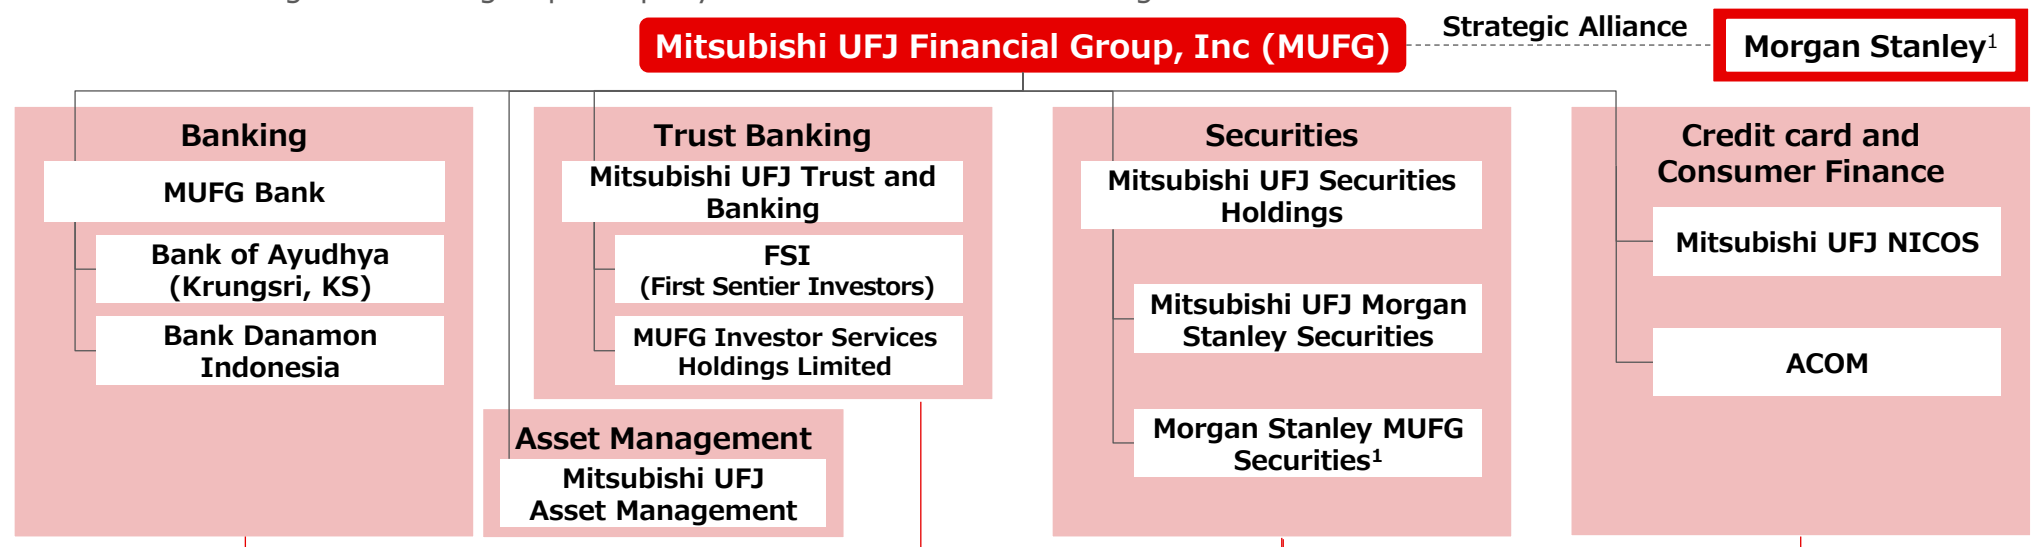 Mitsubishi UFJ Financial Group, Inc (MUFG)
Strategic Alliance
Morgan Stanley¹
Banking
MUFG Bank
Bank of Ayudhya
(Krungsri, KS)
Bank Danamon
Indonesia
Trust Banking
Mitsubishi UFJ Trust and
Banking
FSI
(First Sentier Investors)
MUFG Investor Services
Holdings Limited
Asset Management
Mitsubishi UFJ
Asset Management
Securities
Mitsubishi UFJ Securities
Holdings
Mitsubishi UFJ Morgan
Stanley Securities
Morgan Stanley MUFG
Securities¹
Credit card and
Consumer Finance
Mitsubishi UFJ NICOS
ACOM